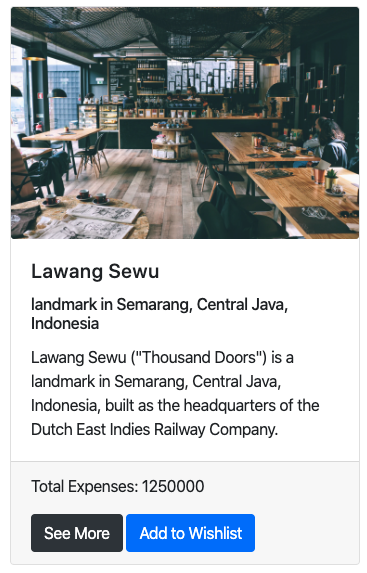 Lawang Sewu
landmark in Semarang, Central Java,
Indonesia
Lawang Sewu ("Thousand Doors") is a
landmark in Semarang, Central Java,
Indonesia, built as the headquarters of the
Dutch East Indies Railway Company.
Total Expenses: 1250000
See More Add to Wishlist